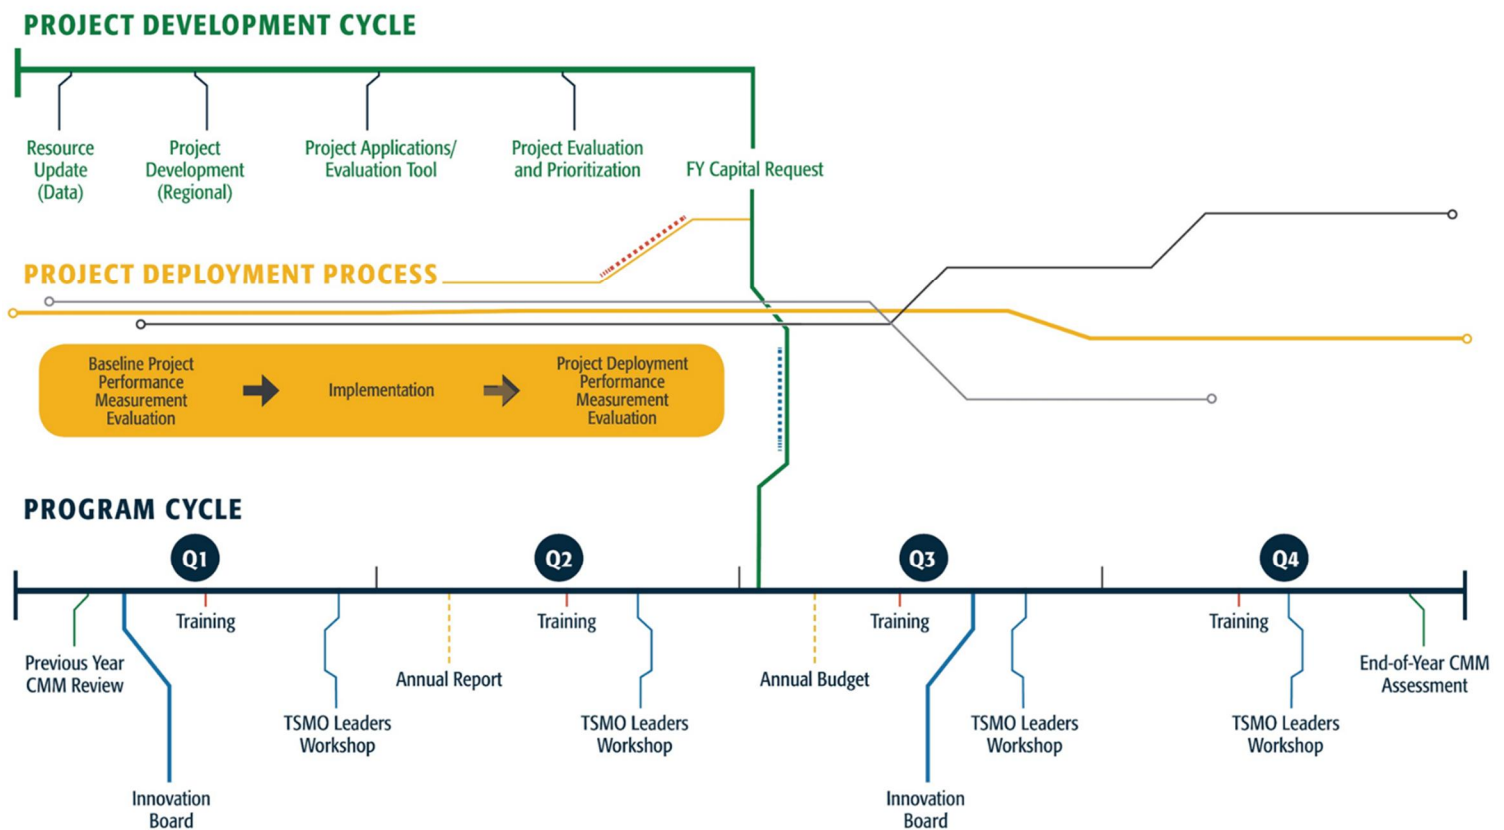 PROJECT DEVELOPMENT CYCLE
Resource
Update
(Data)
Project
Development
(Regional)
Project Applications/
Evaluation Tool
Project Evaluation
and Prioritization
FY Capital Request
PROJECT DEPLOYMENT PROCESS
Baseline Project
Performance
Measurement
Evaluation
Implementation
Project Deployment
Performance
Measurement
Evaluation
PROGRAM CYCLE
Q1
Q2
Q3
Q4
Previous Year
CMM Review
Innovation
Board
Training
TSMO Leaders
Workshop
Annual Report
Training
TSMO Leaders
Workshop
Annual Budget
Training
Innovation
Board
TSMO Leaders
Workshop
Training
TSMO Leaders
Workshop
End-of-Year CMM
Assessment